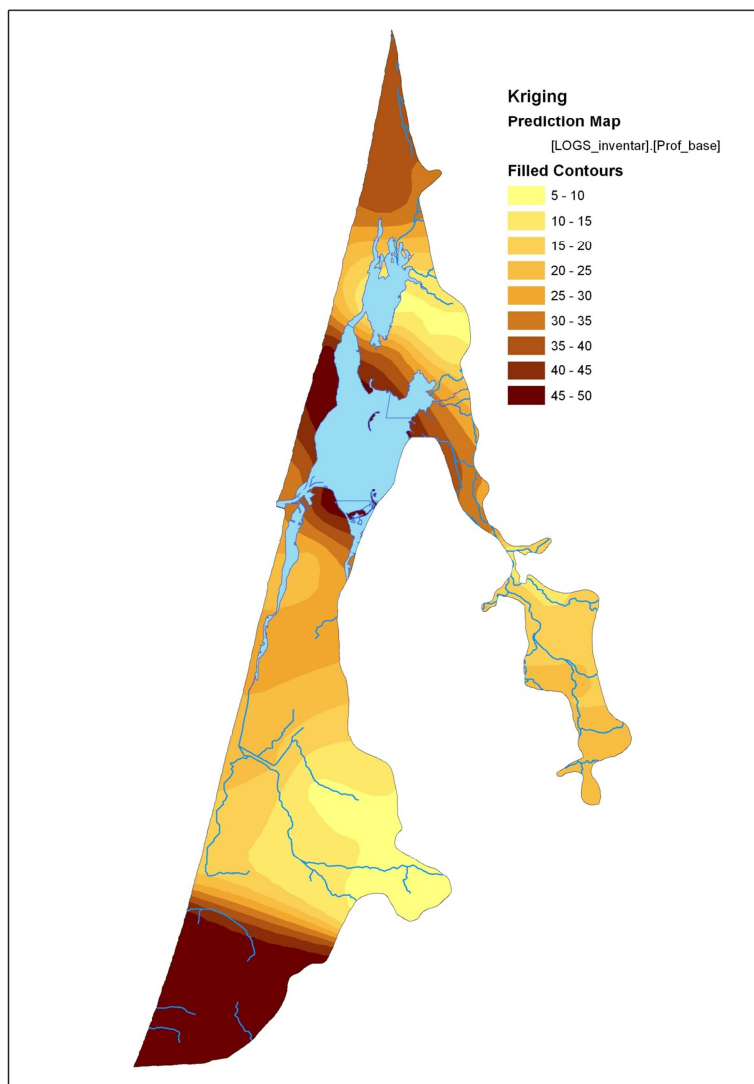 Kriging
Prediction Map
[LOGS_inventar].[Prof_base]
Filled Contours
5 - 10
10 - 15
15 - 20
20 - 25
25 - 30
30 - 35
35 - 40
40 - 45
45 - 50